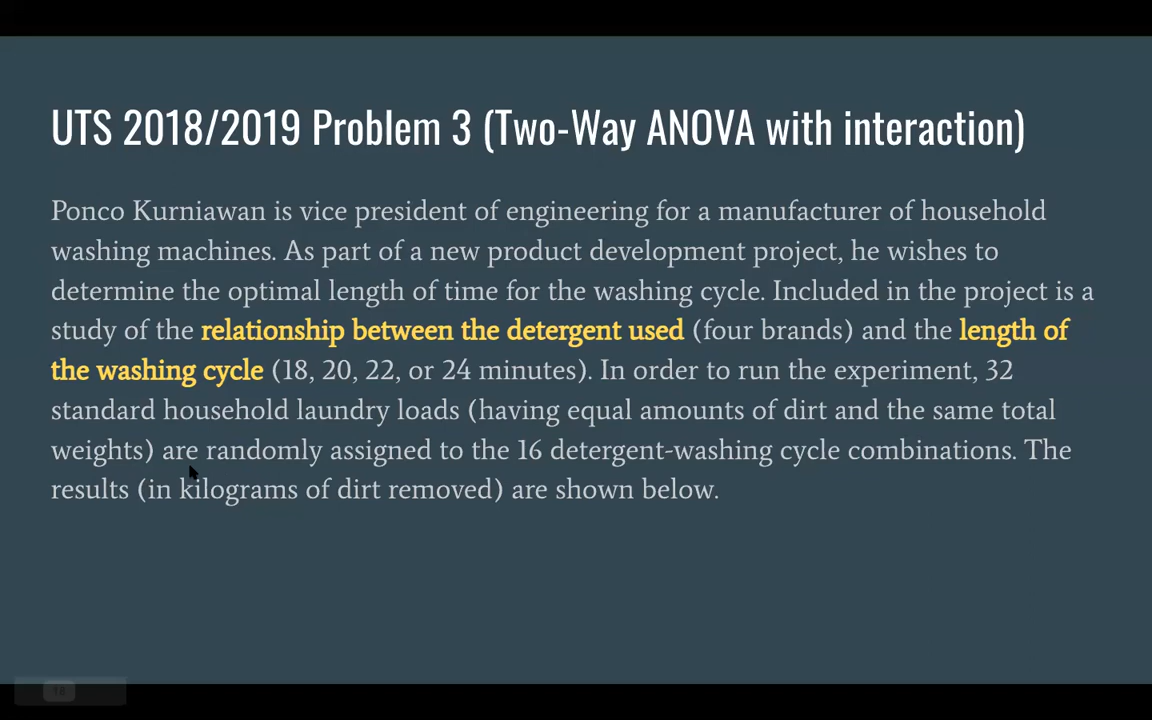 UTS 2018/2019 Problem 3 (Two-Way ANOVA with interaction)
Ponco Kurniawan is vice president of engineering for a manufacturer of household
washing machines. As part of a new product development project, he wishes to
determine the optimal length of time for the washing cycle. Included in the project is a
study of the relationship between the detergent used (four brands) and the length of
the washing cycle (18, 20, 22, or 24 minutes). In order to run the experiment, 32
standard household laundry loads (having equal amounts of dirt and the same total
weights) are randomly assigned to the 16 detergent-washing cycle combinations. The
results (in kilograms of dirt removed) are shown below.